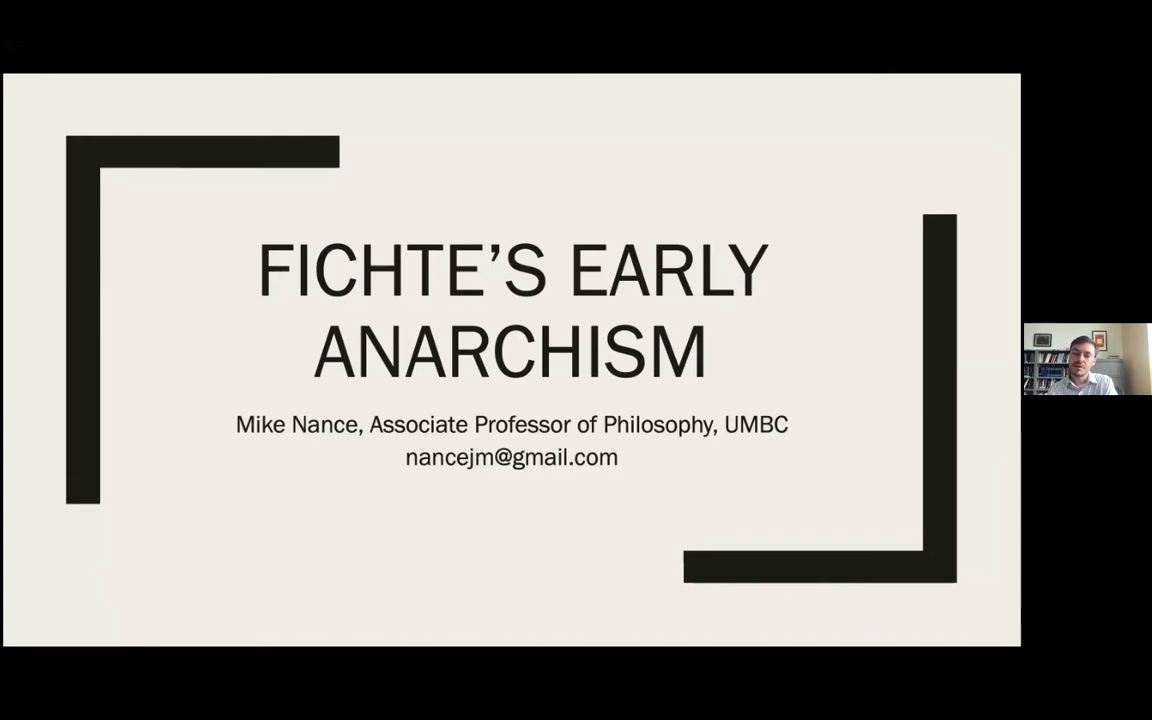 FICHTE'S EARLY
ANARCHISM
Mike Nance, Associate Professor of Philosophy, UMBC
nancejm@gmail.com